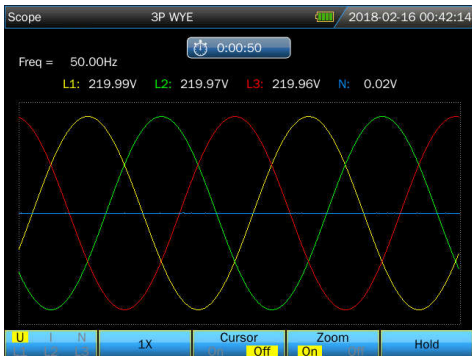 Scope 3P WYE 2018-02-16 00:42:14
0:00:50
Freq = 50.00Hz
L1: 219.99V L2: 219.97V L3: 219.96V N: 0.02V
U I N 1X Cursor Zoom Hold
L1 L2 L3 On Off On Off